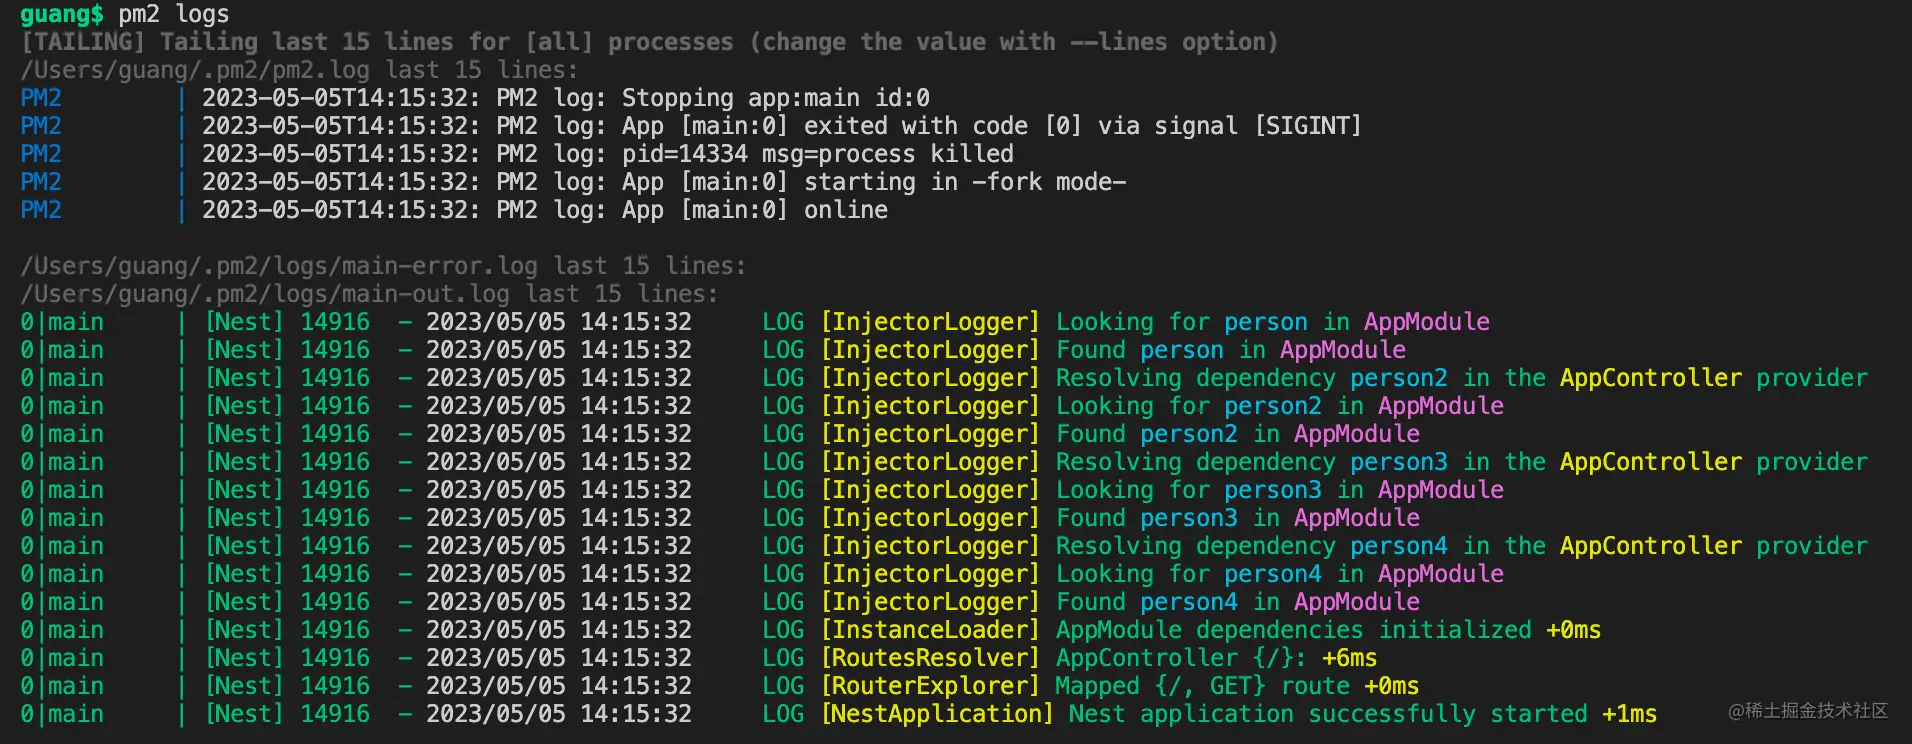 guang$ pm2 logs
[TAILING] Tailing last 15 lines for [all] processes (change the value with --lines option)
/Users/guang/.pm2/pm2.log last 15 lines:
PM2        | 2023-05-05T14:15:32: PM2 log: Stopping app:main id:0
PM2        | 2023-05-05T14:15:32: PM2 log: App [main:0] exited with code [0] via signal [SIGINT]
PM2        | 2023-05-05T14:15:32: PM2 log: pid=14334 msg=process killed
PM2        | 2023-05-05T14:15:32: PM2 log: App [main:0] starting in -fork mode-
PM2        | 2023-05-05T14:15:32: PM2 log: App [main:0] online
/Users/guang/.pm2/logs/main-error.log last 15 lines:
/Users/guang/.pm2/logs/main-out.log last 15 lines:
0|main     | [Nest] 14916  - 2023/05/05 14:15:32     LOG [InjectorLogger] Looking for person in AppModule
0|main     | [Nest] 14916  - 2023/05/05 14:15:32     LOG [InjectorLogger] Found person in AppModule
0|main     | [Nest] 14916  - 2023/05/05 14:15:32     LOG [InjectorLogger] Resolving dependency person2 in the AppController provider
0|main     | [Nest] 14916  - 2023/05/05 14:15:32     LOG [InjectorLogger] Looking for person2 in AppModule
0|main     | [Nest] 14916  - 2023/05/05 14:15:32     LOG [InjectorLogger] Found person2 in AppModule
0|main     | [Nest] 14916  - 2023/05/05 14:15:32     LOG [InjectorLogger] Resolving dependency person3 in the AppController provider
0|main     | [Nest] 14916  - 2023/05/05 14:15:32     LOG [InjectorLogger] Looking for person3 in AppModule
0|main     | [Nest] 14916  - 2023/05/05 14:15:32     LOG [InjectorLogger] Found person3 in AppModule
0|main     | [Nest] 14916  - 2023/05/05 14:15:32     LOG [InjectorLogger] Resolving dependency person4 in the AppController provider
0|main     | [Nest] 14916  - 2023/05/05 14:15:32     LOG [InjectorLogger] Looking for person4 in AppModule
0|main     | [Nest] 14916  - 2023/05/05 14:15:32     LOG [InjectorLogger] Found person4 in AppModule
0|main     | [Nest] 14916  - 2023/05/05 14:15:32     LOG [InstanceLoader] AppModule dependencies initialized +0ms
0|main     | [Nest] 14916  - 2023/05/05 14:15:32     LOG [RoutesResolver] AppController {/}: +6ms
0|main     | [Nest] 14916  - 2023/05/05 14:15:32     LOG [RouterExplorer] Mapped {/, GET} route +0ms
0|main     | [Nest] 14916  - 2023/05/05 14:15:32     LOG [NestApplication] Nest application successfully started +1ms
@稀土掘金技术社区